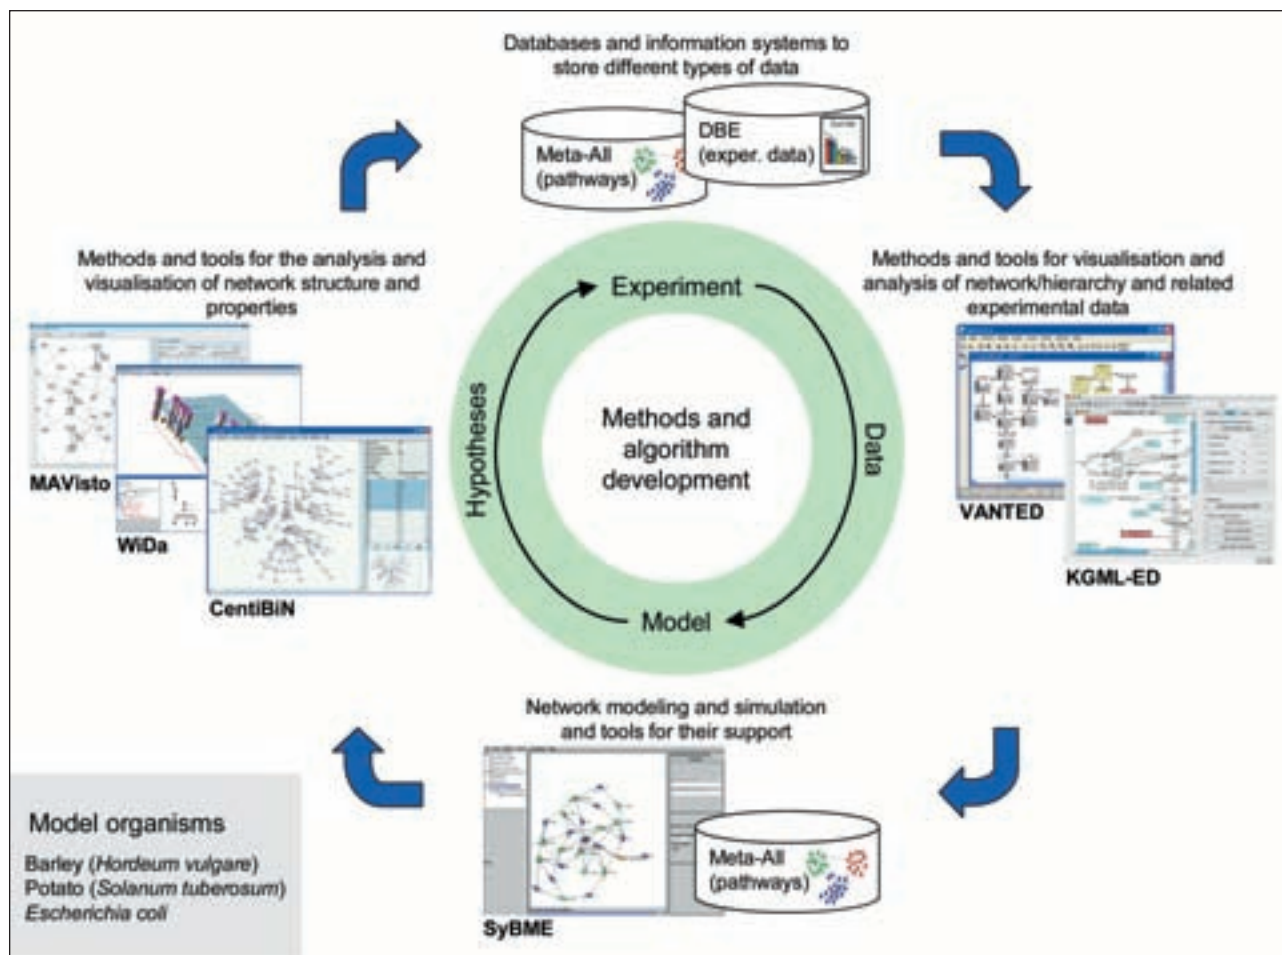 Databases and information systems to
store different types of data
Meta-All
(pathways)
DBE
(exper. data)
Methods and tools for the analysis and
visualisation of network structure and
properties
MAVisto
WiDa
CentiBiN
Methods and tools for visualisation and
analysis of network/hierarchy and related
experimental data
VANTED
KGML-ED
Experiment
Data
Model
Hypotheses
Methods and
algorithm
development
Network modeling and simulation
and tools for their support
SyBME
Meta-All
(pathways)
Model organisms
Barley (Hordeum vulgare)
Potato (Solanum tuberosum)
Escherichia coli